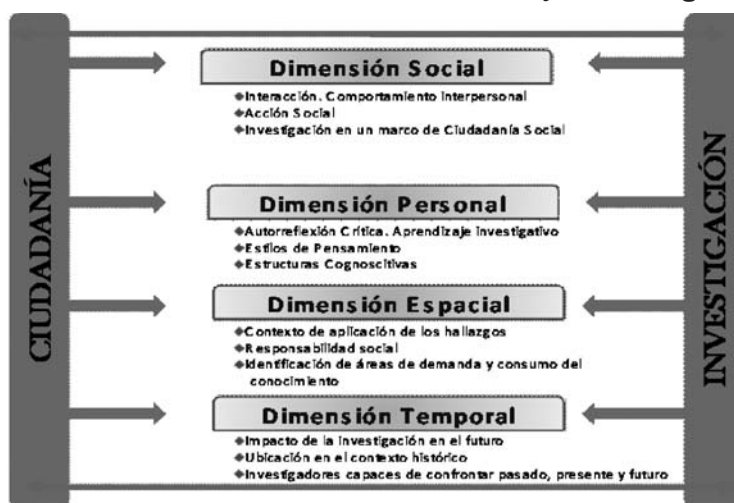 CIUDADANÍA
Dimensión Social
Interacción. Comportamiento Interpersonal
Acción Social
Investigación en un marco de Ciudadanía Social
Dimensión Personal
Autorreflexión Crítica. Aprendizaje investigativo
Estilos de Pensamiento
Estructuras Cognoscitivas
Dimensión Espacial
Contexto de aplicación de los hallazgos
Responsabilidad social
Identificación de áreas de demanda y consumo del
conocimiento
Dimensión Temporal
Impacto de la investigación en el futuro
Ubicación en el contexto histórico
Investigadores capaces de confrontar pasado, presente y futuro
INVESTIGACIÓN